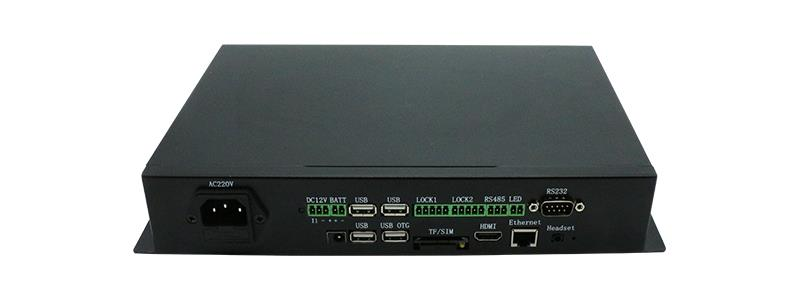 AC220V
DC12V BATT USB USB LOCK1 LOCK2 RS485 LED RS232
USB USB OTG TF/SIM HDMI Ethernet Headset